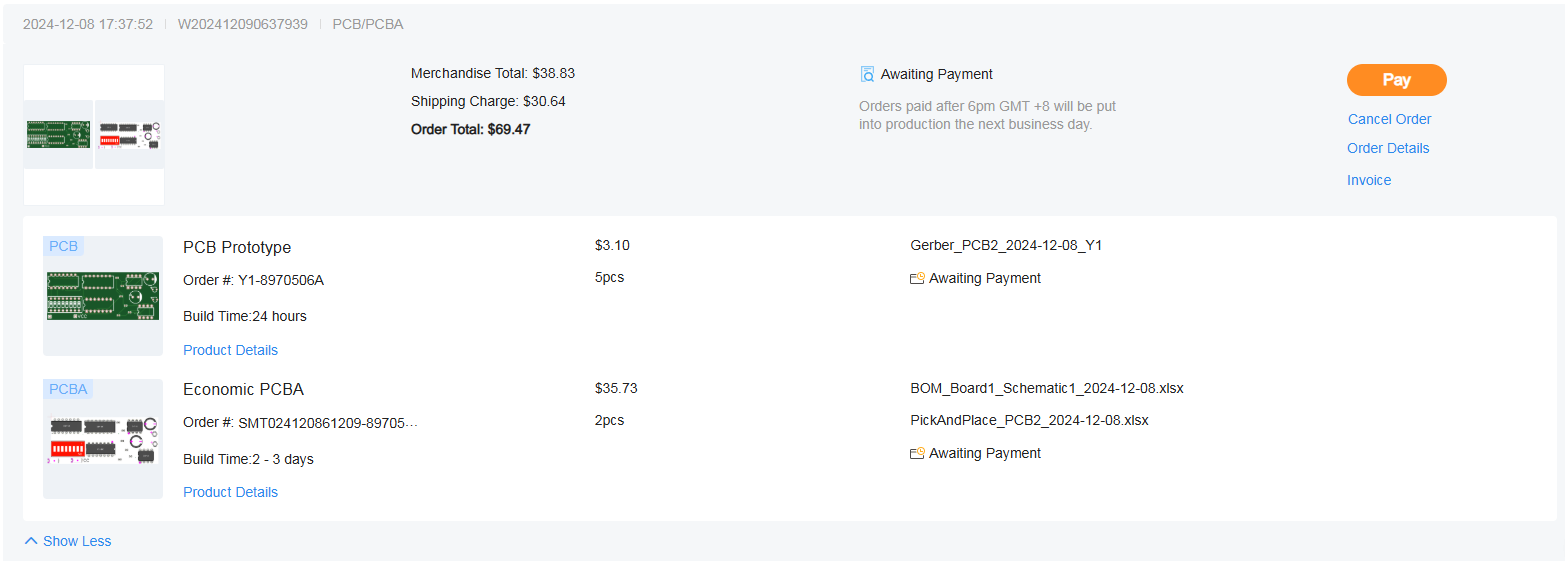 2024-12-08 17:37:52 W202412090637939 PCB/PCBA
Merchandise Total: $38.83
Shipping Charge: $30.64
Order Total: $69.47
Awaiting Payment
Orders paid after 6pm GMT +8 will be put
into production the next business day.
Pay
Cancel Order
Order Details
Invoice
PCB
PCB Prototype
Order #: Y1-8970506A
Build Time:24 hours
Product Details
$3.10
5pcs
Gerber_PCB2_2024-12-08_Y1
Awaiting Payment
PCBA
Economic PCBA
Order #: SMT024120861209-89705...
Build Time:2 - 3 days
Product Details
$35.73
2pcs
BOM_Board1_Schematic1_2024-12-08.xlsx
PickAndPlace_PCB2_2024-12-08.xlsx
Awaiting Payment
Show Less